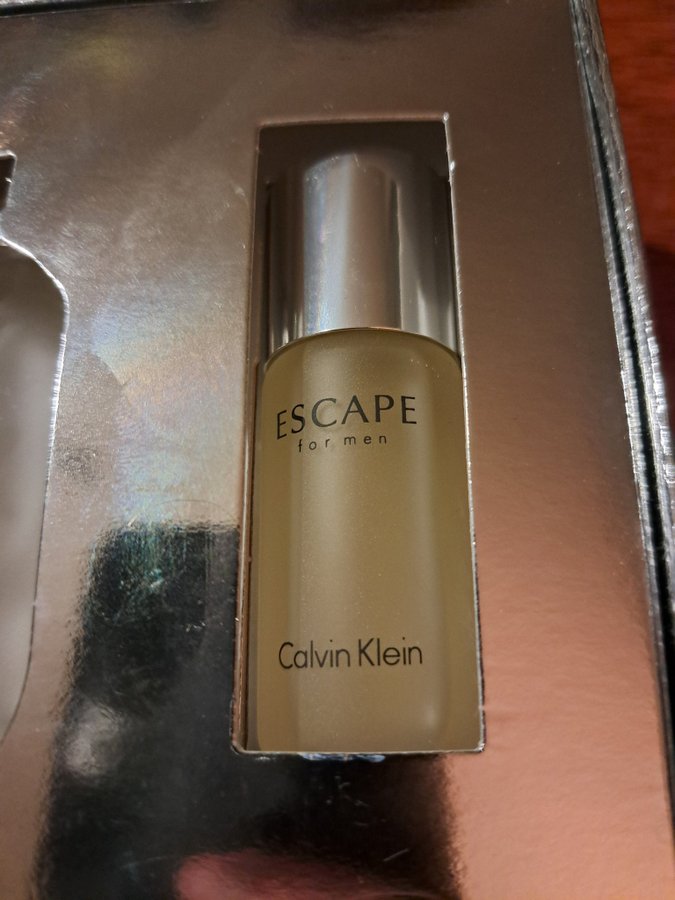 ESCAPE
for men
Calvin Klein